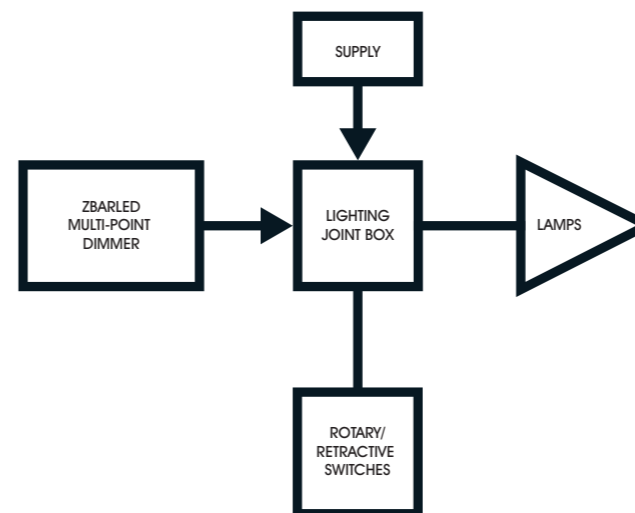 SUPPLY
ZBARLED
MULTI-POINT
DIMMER
LIGHTING
JOINT BOX
LAMPS
ROTARY/
RETRACTIVE
SWITCHES